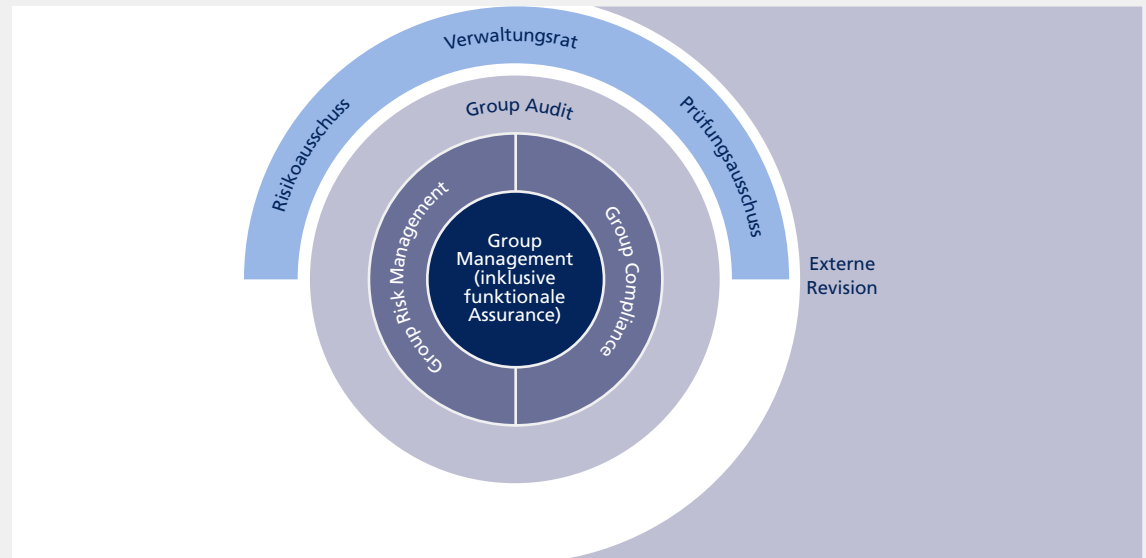 Verwaltungsrat
Risikoausschuss
Prüfungsausschuss
Group Audit
Group Risk Management
Group Compliance
Group
Management
(inklusive
funktionale
Assurance)
Externe
Revision